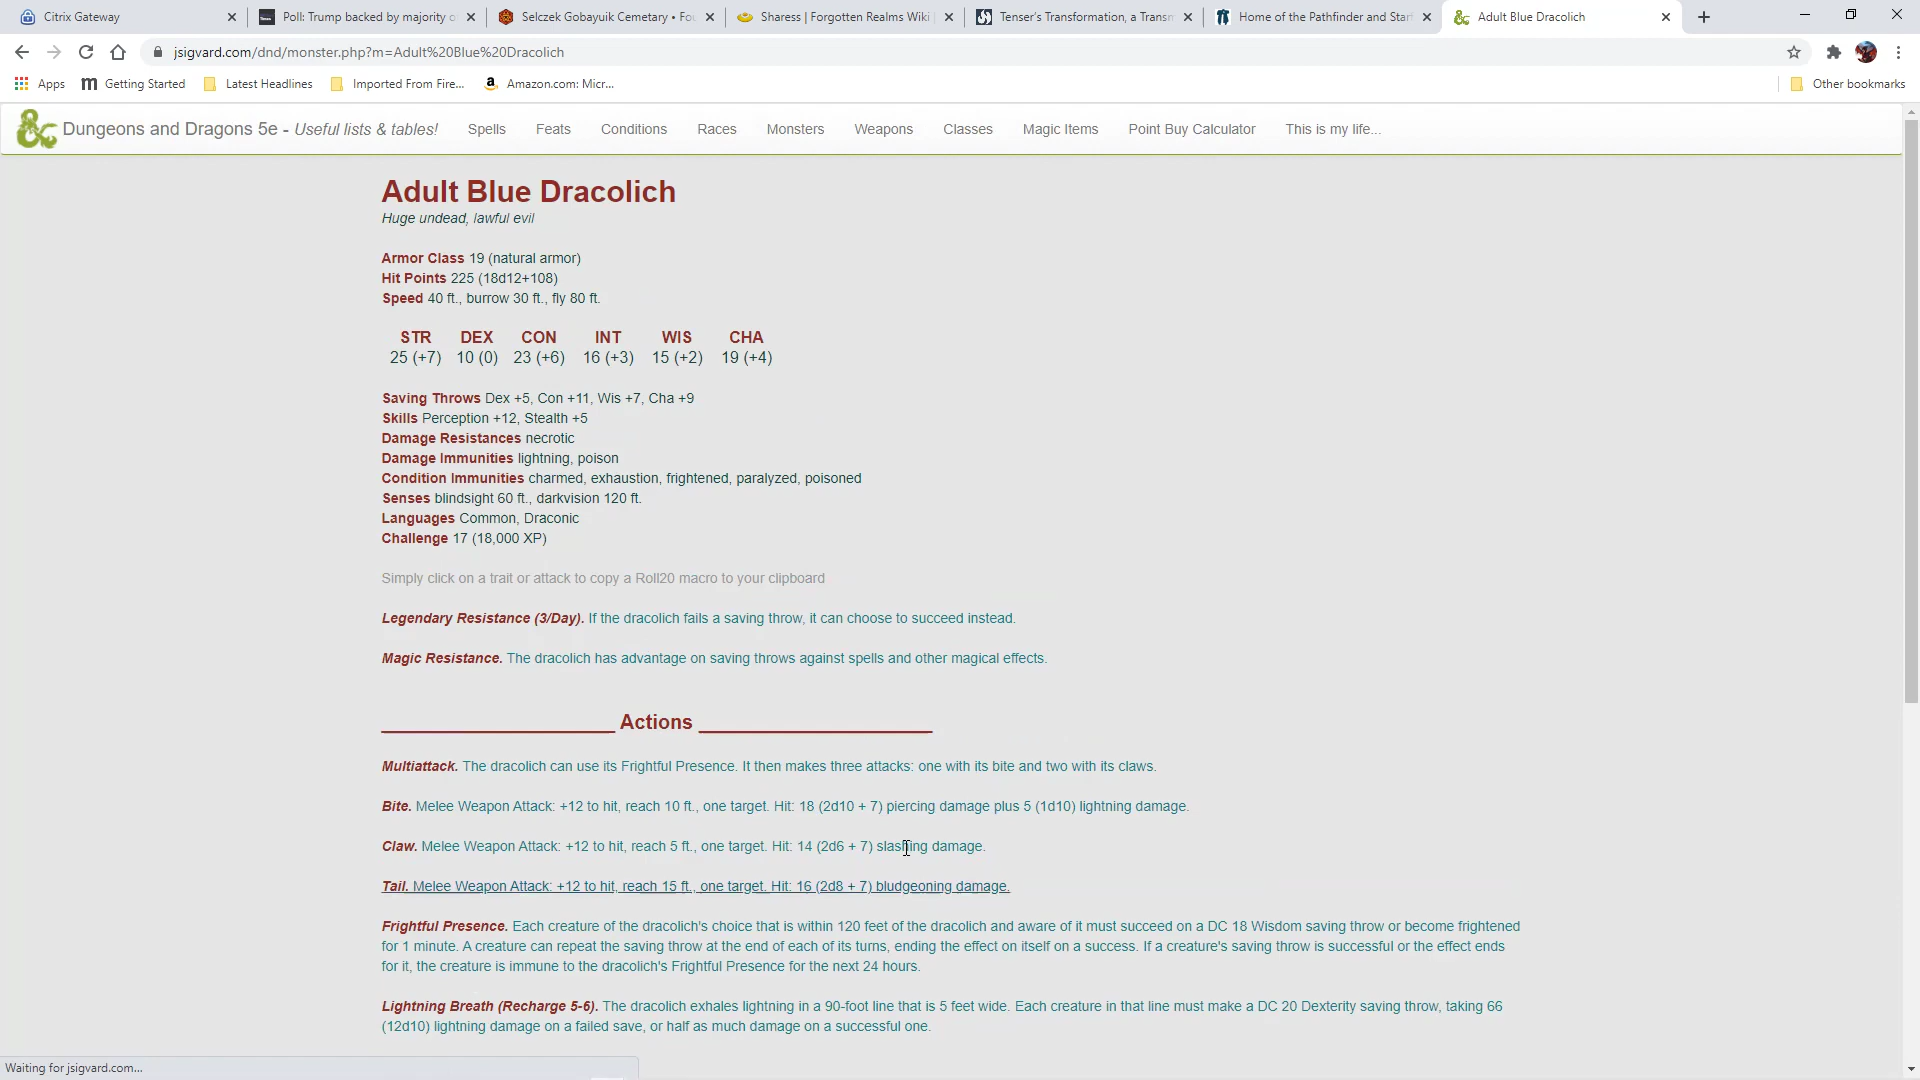 Citrix Gateway
Poll: Trump backed by majority o
Selczek Gobayuik Cemetary • Fou
Sharess | Forgotten Realms Wiki
Tenser's Transformation, a Transm
Home of the Pathfinder and Star
Adult Blue Dracolich
jsigvard.com/dnd/monster.php?m=Adult%20Blue%20Dracolich
Apps
Getting Started
Latest Headlines
Imported From Fire...
Amazon.com: Micr...
Other bookmarks
Dungeons and Dragons 5e - Useful lists & tables!
Spells
Feats
Conditions
Races
Monsters
Weapons
Classes
Magic Items
Point Buy Calculator
This is my life...
Adult Blue Dracolich
Huge undead, lawful evil
Armor Class 19 (natural armor)
Hit Points 225 (18d12+108)
Speed 40 ft., burrow 30 ft., fly 80 ft.
STR DEX CON INT WIS CHA
25 (+7) 10 (0) 23 (+6) 16 (+3) 15 (+2) 19 (+4)
Saving Throws Dex +5, Con +11, Wis +7, Cha +9
Skills Perception +12, Stealth +5
Damage Resistances necrotic
Damage Immunities lightning, poison
Condition Immunities charmed, exhaustion, frightened, paralyzed, poisoned
Senses blindsight 60 ft., darkvision 120 ft.
Languages Common, Draconic
Challenge 17 (18,000 XP)
Simply click on a trait or attack to copy a Roll20 macro to your clipboard
Legendary Resistance (3/Day). If the dracolich fails a saving throw, it can choose to succeed instead.
Magic Resistance. The dracolich has advantage on saving throws against spells and other magical effects.
Actions
Multiattack. The dracolich can use its Frightful Presence. It then makes three attacks: one with its bite and two with its claws.
Bite. Melee Weapon Attack: +12 to hit, reach 10 ft., one target. Hit: 18 (2d10 + 7) piercing damage plus 5 (1d10) lightning damage.
Claw. Melee Weapon Attack: +12 to hit, reach 5 ft., one target. Hit: 14 (2d6 + 7) slashing damage.
Tail. Melee Weapon Attack: +12 to hit, reach 15 ft., one target. Hit: 16 (2d8 + 7) bludgeoning damage.
Frightful Presence. Each creature of the dracolich's choice that is within 120 feet of the dracolich and aware of it must succeed on a DC 18 Wisdom saving throw or become frightened
for 1 minute. A creature can repeat the saving throw at the end of each of its turns, ending the effect on itself on a success. If a creature's saving throw is successful or the effect ends
for it, the creature is immune to the dracolich's Frightful Presence for the next 24 hours.
Lightning Breath (Recharge 5-6). The dracolich exhales lightning in a 90-foot line that is 5 feet wide. Each creature in that line must make a DC 20 Dexterity saving throw, taking 66
(12d10) lightning damage on a failed save, or half as much damage on a successful one.
Waiting for jsigvard.com...